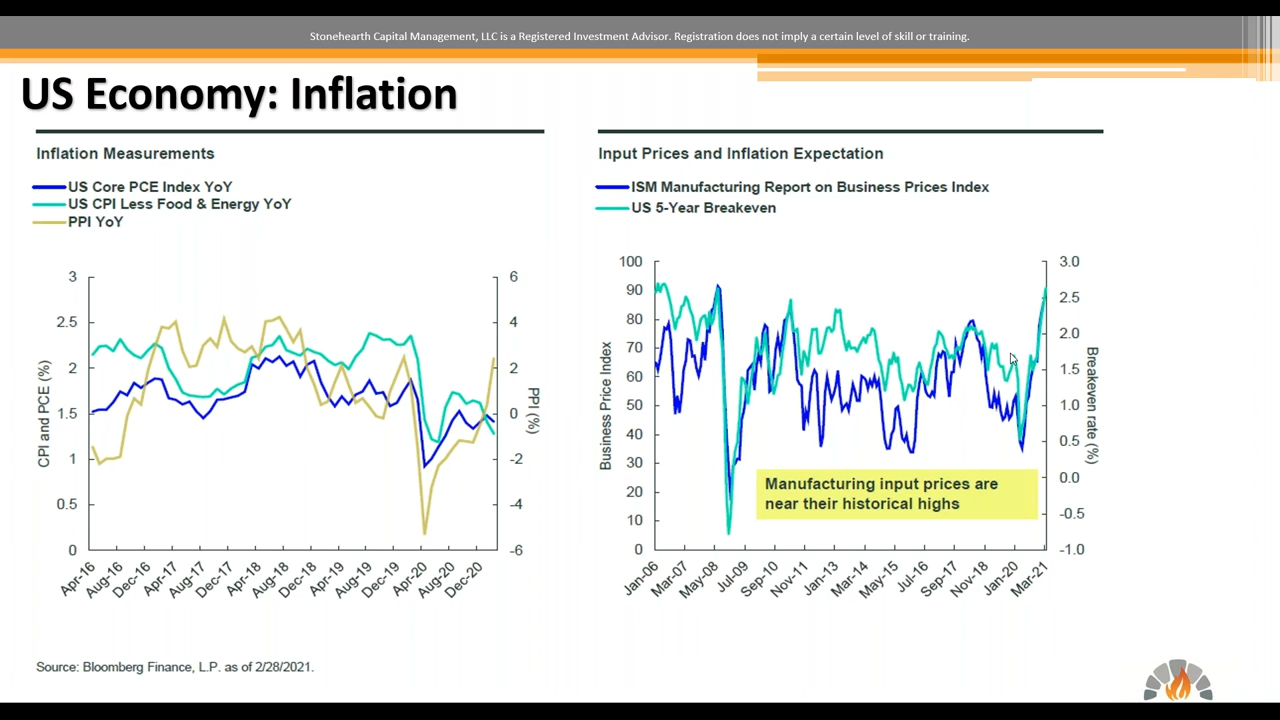 Stonehearth Capital Management, LLC is a Registered Investment Advisor. Registration does not imply a certain level of skill or training.
US Economy: Inflation
Inflation Measurements
US Core PCE Index YoY
US CPI Less Food & Energy YoY
PPI YoY
CPI and PCE (%)
3
2.5
2
1.5
1
0.5
0
6
4
2
0
-2
-4
-6
PPI (%)
Apr-16
Aug-16
Dec-16
Apr-17
Aug-17
Dec-17
Apr-18
Aug-18
Dec-18
Apr-19
Aug-19
Dec-19
Apr-20
Aug-20
Dec-20
Input Prices and Inflation Expectation
ISM Manufacturing Report on Business Prices Index
US 5-Year Breakeven
Business Price Index
100
90
80
70
60
50
40
30
20
10
0
3.0
2.5
2.0
1.5
1.0
0.5
0.0
-0.5
-1.0
Breakeven rate (%)
Manufacturing input prices are
near their historical highs
Jan-06
Mar-07
May-08
Jul-09
Sep-10
Nov-11
Jan-13
Mar-14
May-15
Jul-16
Sep-17
Nov-18
Jan-20
Mar-21
Source: Bloomberg Finance, L.P. as of 2/28/2021.